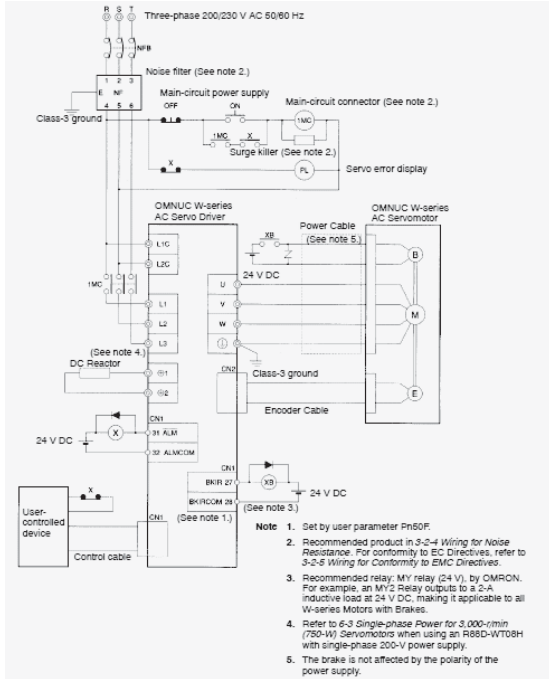 R S T
Three-phase 200/230 V AC 50/60 Hz
NFB
Noise filter (See note 2.)
1 2 3
E NF
4 5 6
Main-circuit power supply
OFF
ON
Main-circuit connector (See note 2.)
Class-3 ground
1MC
1MC
X
Surge killer (See note 2.)
X
PL
Servo error display
OMNUC W-series
AC Servo Driver
OMNUC W-series
AC Servomotor
Power Cable
XB
(See note 5.)
L1C
L2C
24 V DC
B
1MC
U
V
W
M
L1
L2
L3
(See note 4.)
DC Reactor
⊕1
⊕2
CN2
Class-3 ground
E
Encoder Cable
CN1
X
31 ALM
24 V DC
32 ALMCOM
CN1
BKIR 27
XB
24 V DC
BKIRCOM 28
(See note 3.)
(See note 1.)
X
User-
controlled
device
CN1
Control cable
Note 1. Set by user parameter Pn50F.
2. Recommended product in 3-2-4 Wiring for Noise
Resistance. For conformity to EC Directives, refer to
3-2-5 Wiring for Conformity to EMC Directives.
3. Recommended relay: MY relay (24 V), by OMRON.
For example, an MY2 Relay outputs to a 2-A
inductive load at 24 V DC, making it applicable to all
W-series Motors with Brakes.
4. Refer to 6-3 Single-phase Power for 3,000-r/min
(750-W) Servomotors when using an R88D-WT08H
with single-phase 200-V power supply.
5. The brake is not affected by the polarity of the
power supply.